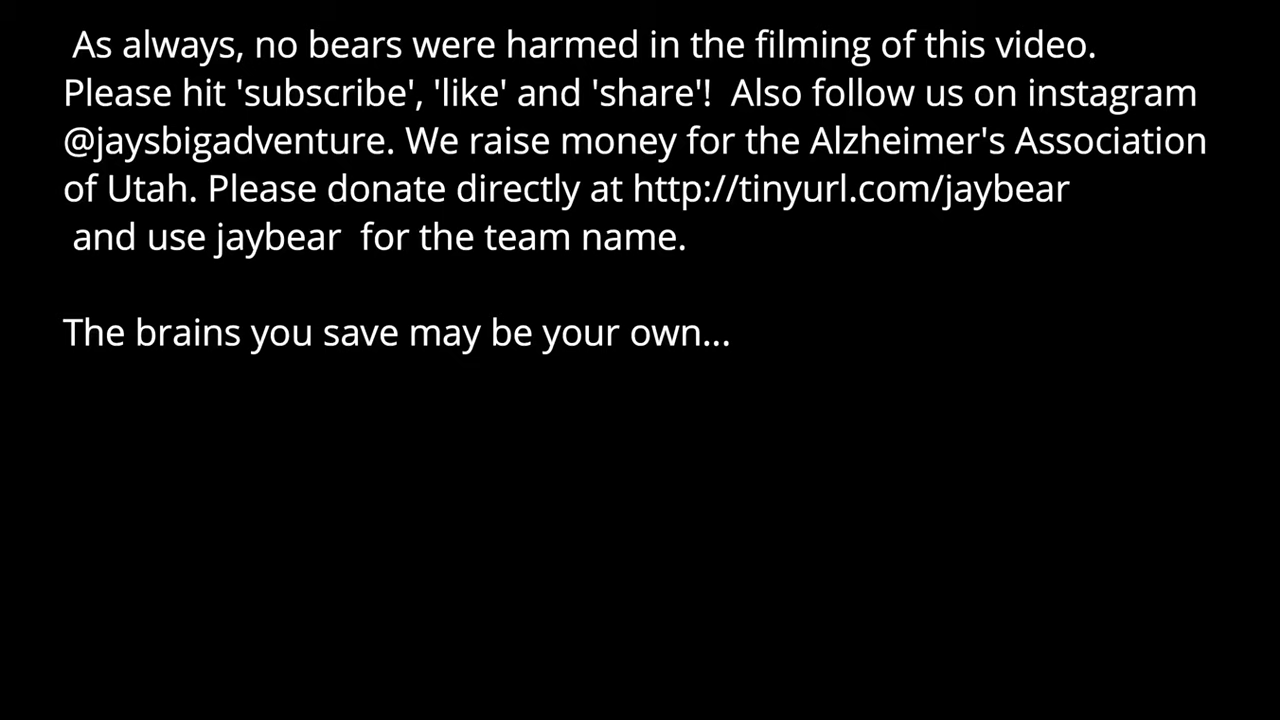 As always, no bears were harmed in the filming of this video.
Please hit 'subscribe', 'like' and 'share'!  Also follow us on instagram
@jaysbigadventure. We raise money for the Alzheimer's Association
of Utah. Please donate directly at http://tinyurl.com/jaybear
and use jaybear  for the team name.
The brains you save may be your own...